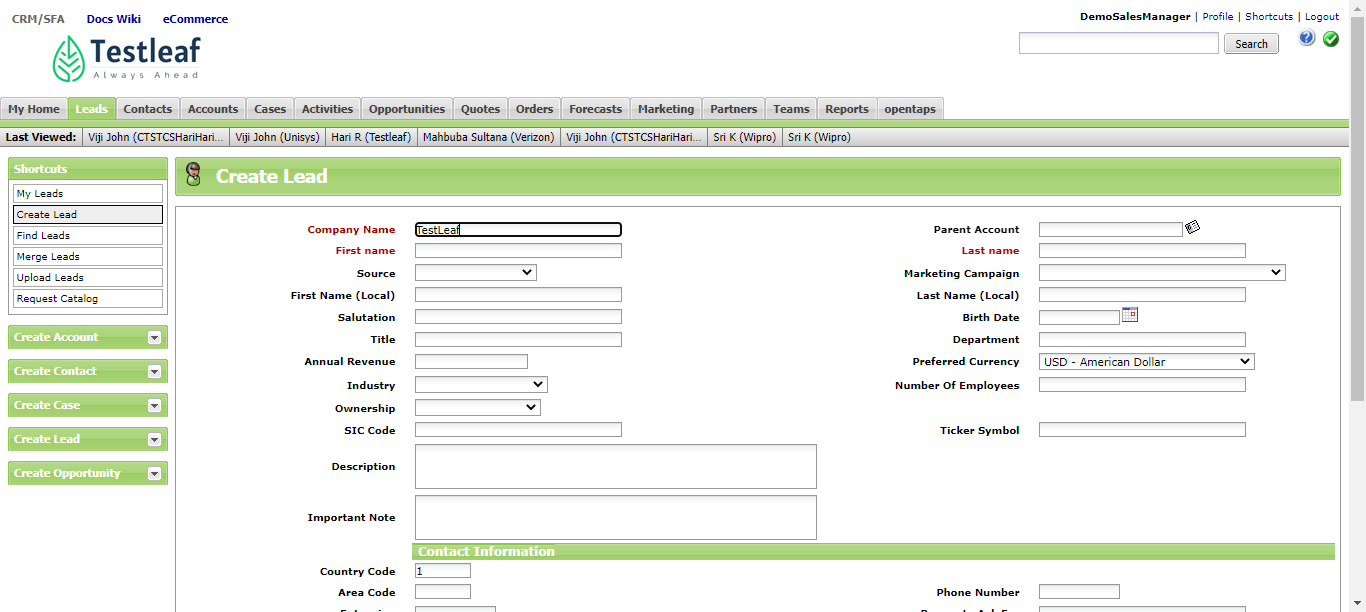 CRM/SFA Docs Wiki eCommerce
DemoSalesManager | Profile | Shortcuts | Logout
Testleaf
Always Ahead
Search
My Home Leads Contacts Accounts Cases Activities Opportunities Quotes Orders Forecasts Marketing Partners Teams Reports opentaps
Last Viewed: Viji John (CTSTCSHariHari... Viji John (Unisys) Hari R (Testleaf) Mahbuba Sultana (Verizon) Viji John (CTSTCSHariHari... Sri K (Wipro) Sri K (Wipro)
Shortcuts
My Leads
Create Lead
Find Leads
Merge Leads
Upload Leads
Request Catalog
Create Account
Create Contact
Create Case
Create Lead
Create Opportunity
Create Lead
Company Name TestLeaf Parent Account
First name Last name
Source Marketing Campaign
First Name (Local) Last Name (Local)
Salutation Birth Date
Title Department
Annual Revenue Preferred Currency USD - American Dollar
Industry Number Of Employees
Ownership
SIC Code Ticker Symbol
Description
Important Note
Contact Information
Country Code 1
Area Code Phone Number